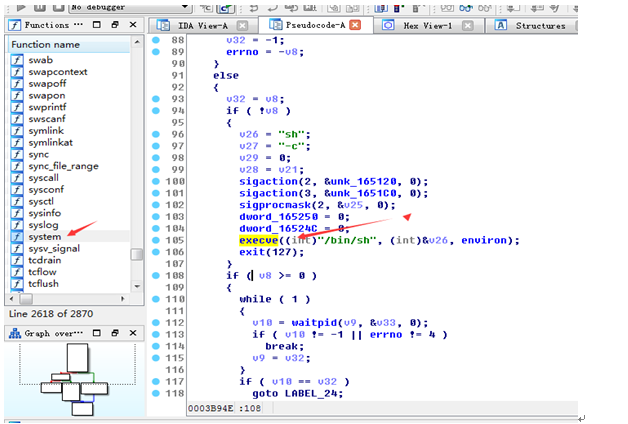 No debugger
Functions ···
IDA View-A
Pseudocode-A
Hex View-1
Structures
Function name
swab
swapcontext
swapoff
swapon
swprintf
swscanf
symlink
symlinkat
sync
sync_file_range
syscall
sysconf
sysctl
sysinfo
syslog
system
sysv_signal
tcdrain
tcflow
tcflush
Line 2618 of 2870
Graph over···
88 v32 = -1;
89 errno = -v8;
90 }
91 else
92 {
93 v32 = v8;
94 if ( !v8 )
95 {
96 v26 = "sh";
97 v27 = "-c";
98 v29 = 0;
99 v28 = v21;
100 sigaction(2, &unk_165120, 0);
101 sigaction(3, &unk_1651C0, 0);
102 sigprocmask(2, &v25, 0);
103 dword_165250 = 0;
104 dword_16524C = 0;
105 execve((int)"/bin/sh", (int)&v26, environ);
106 exit(127);
107 }
108 if ( v8 >= 0 )
109 {
110 while ( 1 )
111 {
112 v10 = waitpid(v9, &v33, 0);
113 if ( v10 != -1 || errno != 4 )
114 break;
115 v9 = v32;
116 }
117 if ( v10 == v32 )
118 goto LABEL_24;
0003B94E :108